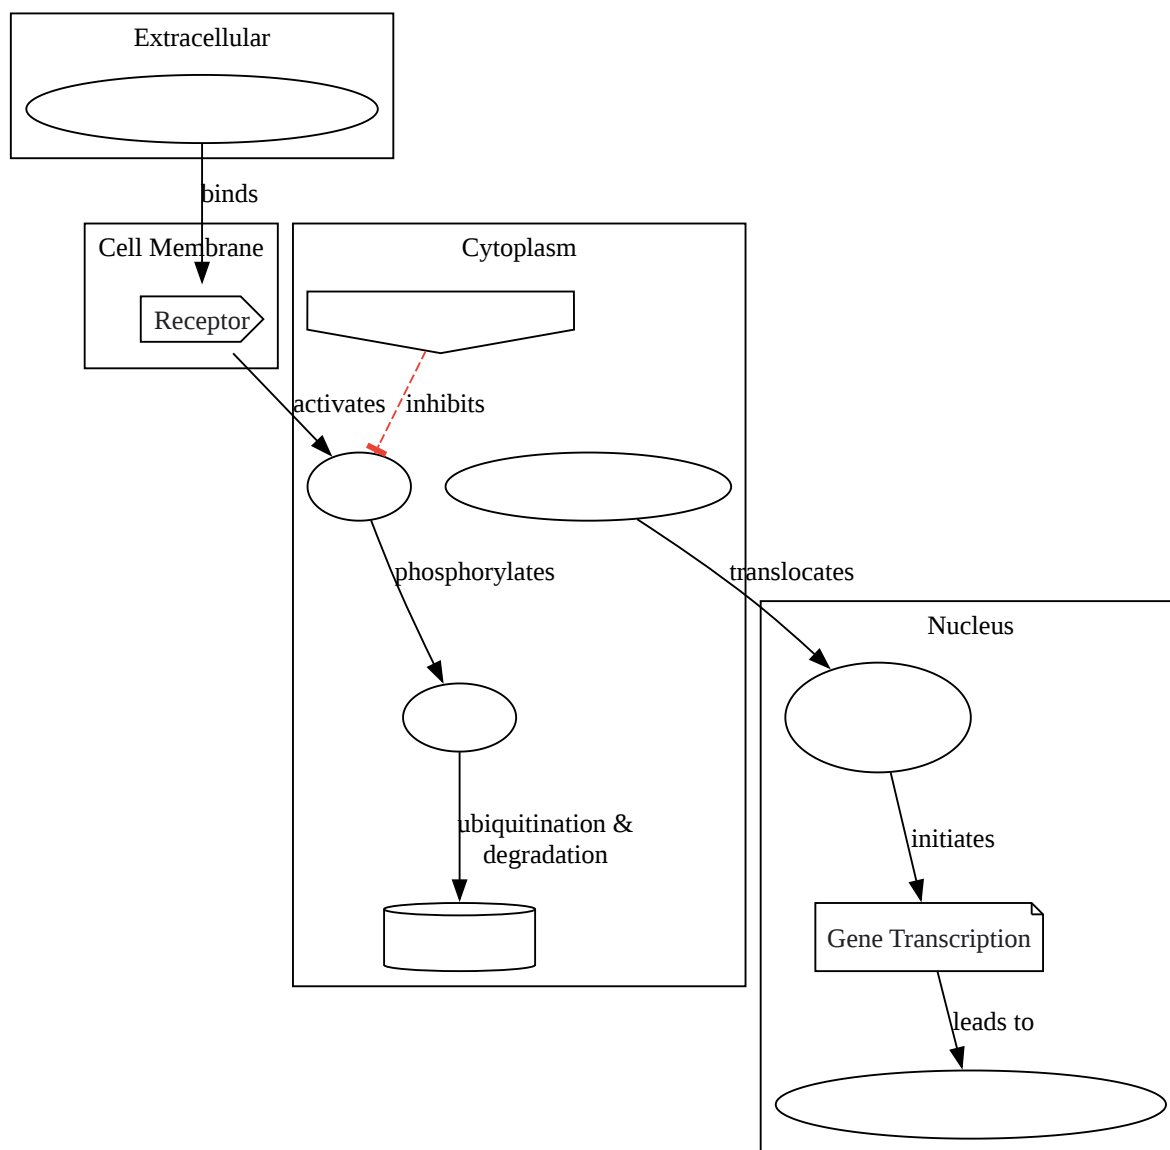 Extracellular
binds
Cell Membrane
Cytoplasm
Receptor
activates
inhibits
phosphorylates
translocates
Nucleus
ubiquitination &
degradation
initiates
Gene Transcription
leads to